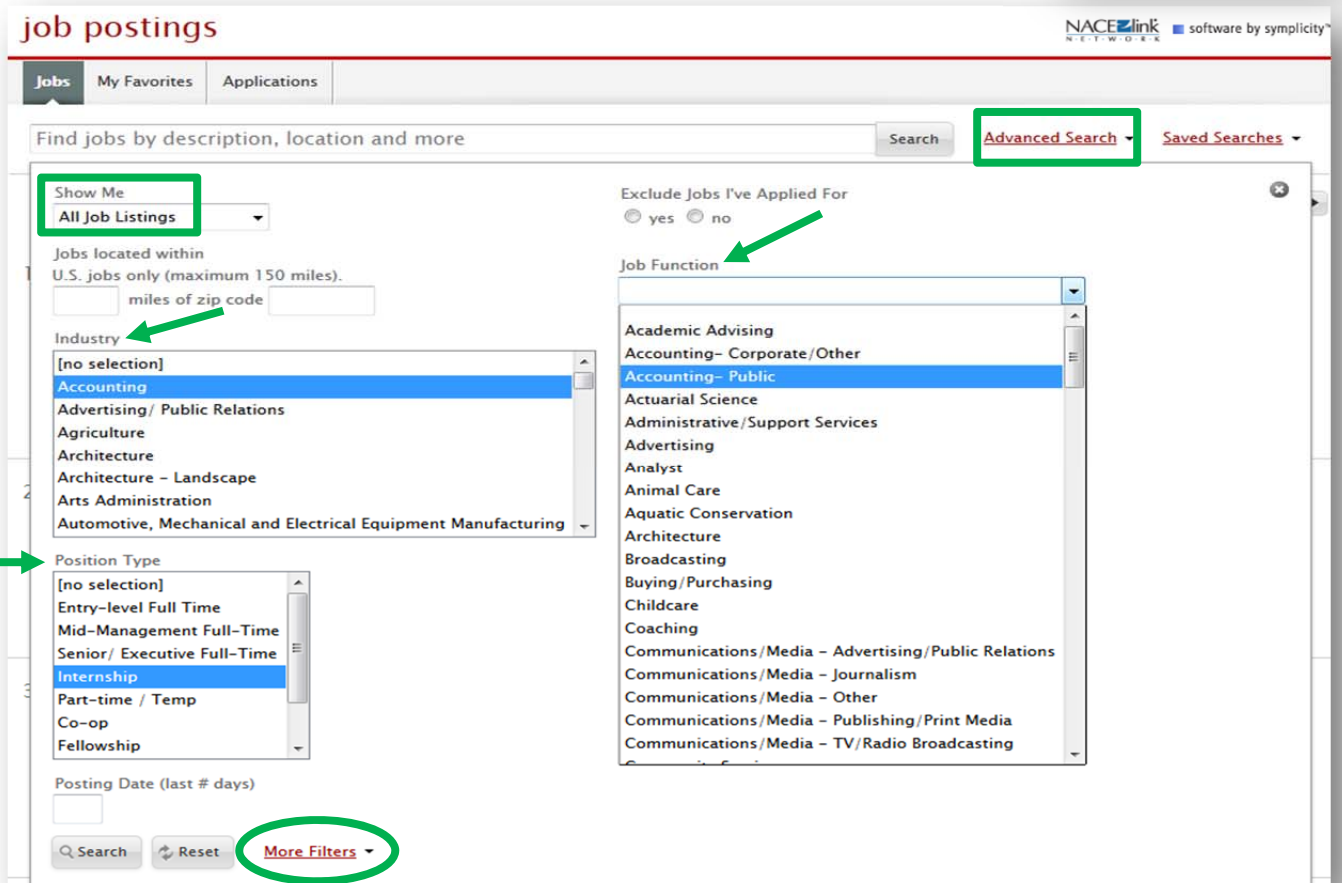 job postings
NACElink
N·E·T·W·O·R·K
software by symplicity™
Jobs
My Favorites
Applications
Find jobs by description, location and more
Search
Advanced Search
Saved Searches
Show Me
All Job Listings
Jobs located within
U.S. jobs only (maximum 150 miles).
miles of zip code
Industry
[no selection]
Accounting
Advertising/ Public Relations
Agriculture
Architecture
Architecture - Landscape
Arts Administration
Automotive, Mechanical and Electrical Equipment Manufacturing
Position Type
[no selection]
Entry-level Full Time
Mid-Management Full-Time
Senior/ Executive Full-Time
Internship
Part-time / Temp
Co-op
Fellowship
Posting Date (last # days)
Search
Reset
More Filters
Exclude Jobs I've Applied For
yes
no
Job Function
Academic Advising
Accounting- Corporate/Other
Accounting- Public
Actuarial Science
Administrative/Support Services
Advertising
Analyst
Animal Care
Aquatic Conservation
Architecture
Broadcasting
Buying/Purchasing
Childcare
Coaching
Communications/Media - Advertising/Public Relations
Communications/Media - Journalism
Communications/Media - Other
Communications/Media - Publishing/Print Media
Communications/Media - TV/Radio Broadcasting
2
3